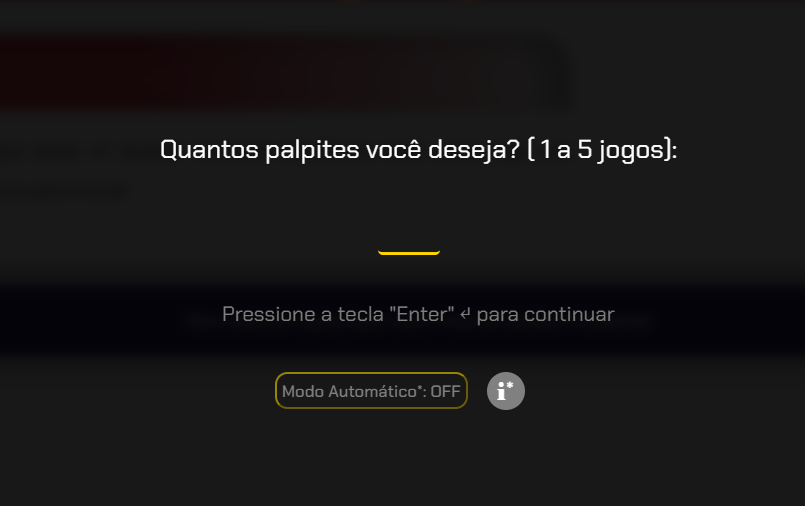 Quantos palpites você deseja? ( 1 a 5 jogos):
Pressione a tecla "Enter" ↵ para continuar
Modo Automático*: OFF
i*